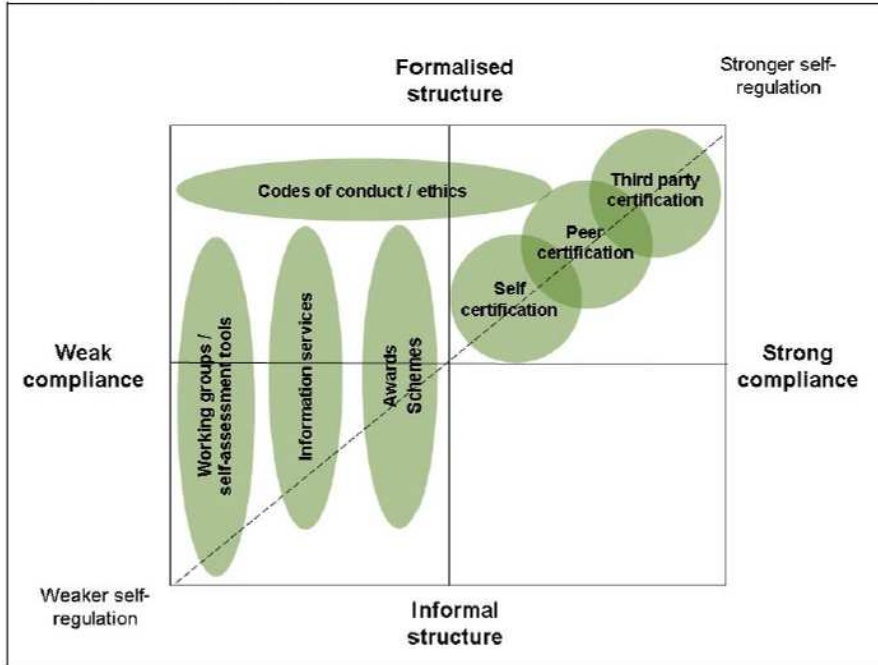 Formalised
structure
Stronger self-
regulation
Codes of conduct / ethics
Third party
certification
Peer
certification
Self
certification
Working groups /
self-assessment tools
Information services
Awards
Schemes
Weak
compliance
Strong
compliance
Weaker self-
regulation
Informal
structure